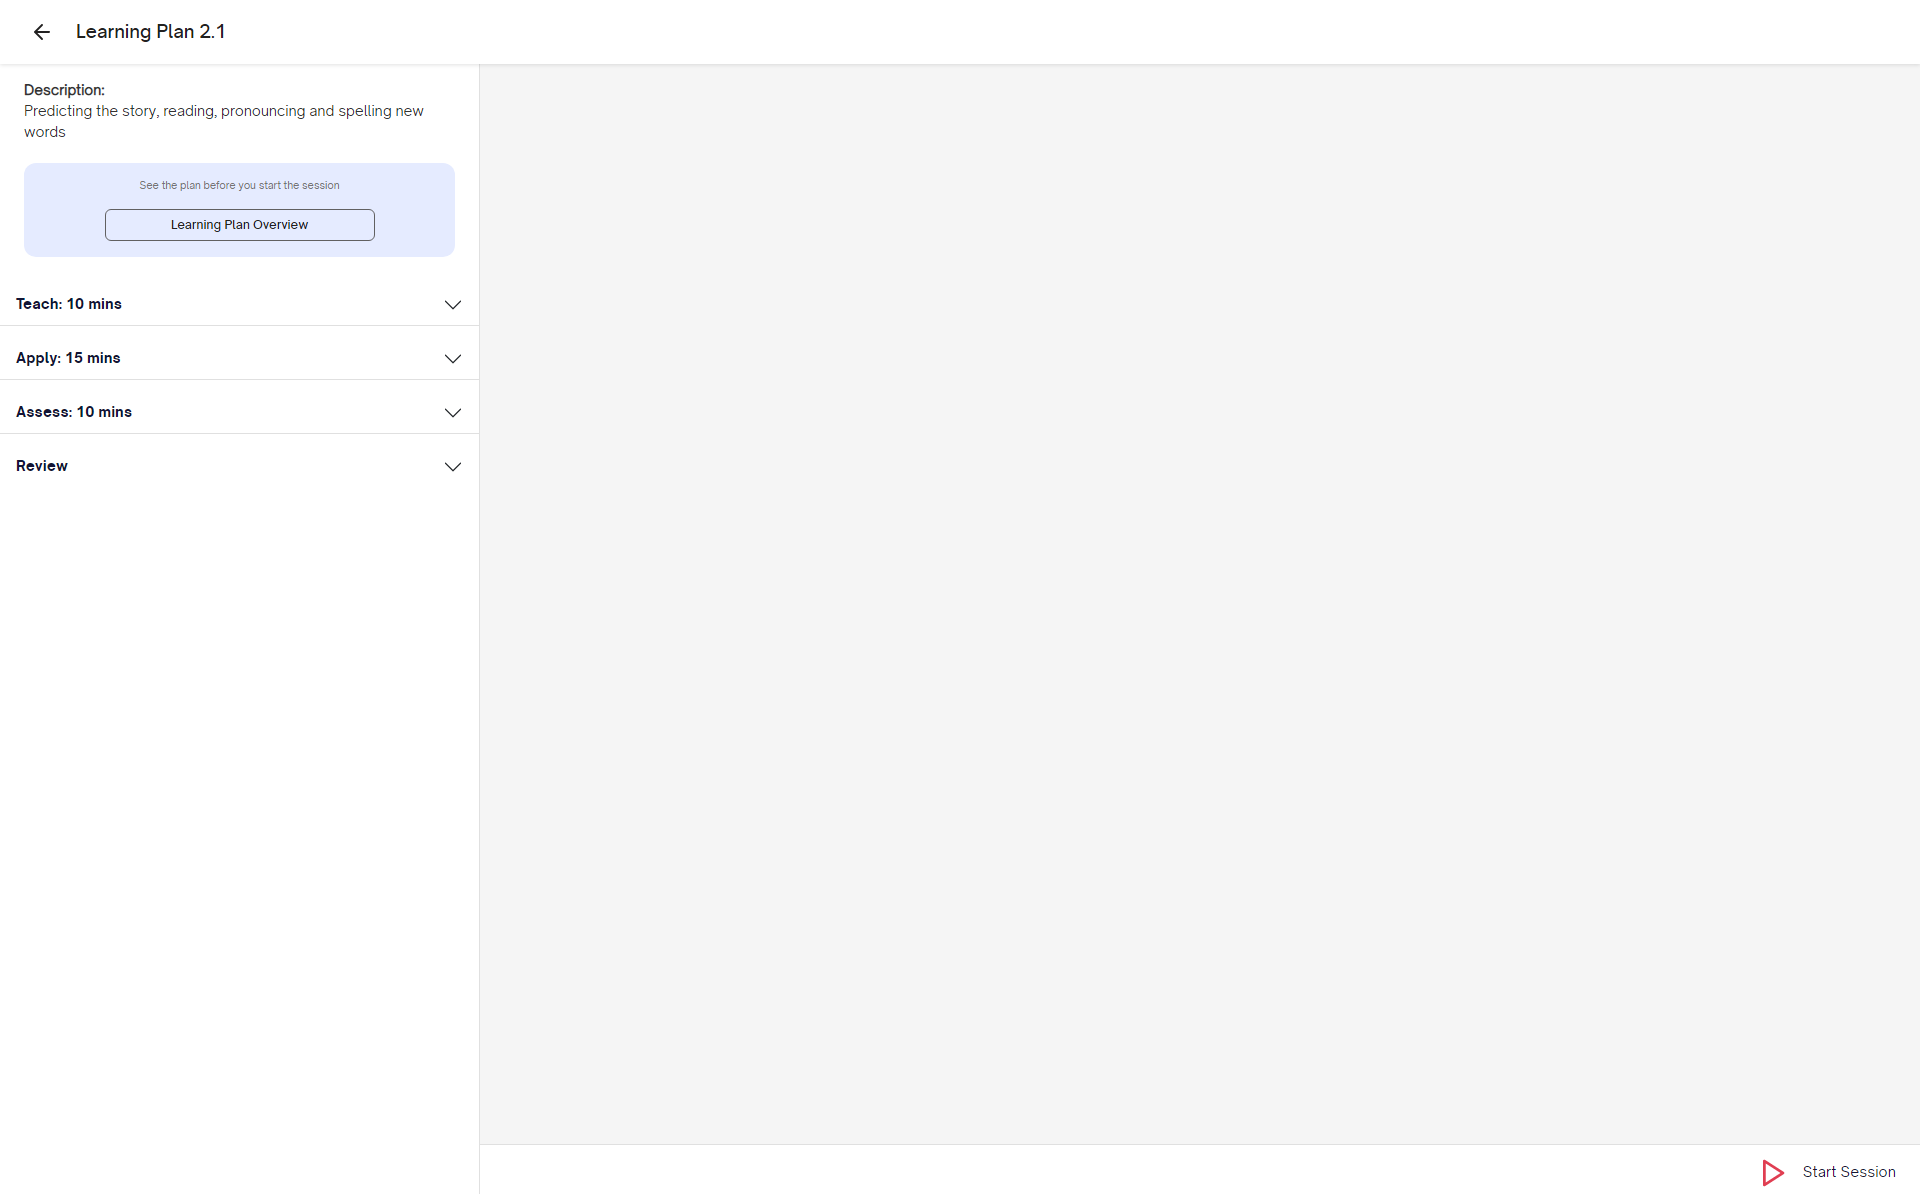 Learning Plan 2.1
Description:
Predicting the story, reading, pronouncing and spelling new
words
See the plan before you start the session
Learning Plan Overview
Teach: 10 mins
Apply: 15 mins
Assess: 10 mins
Review
Start Session